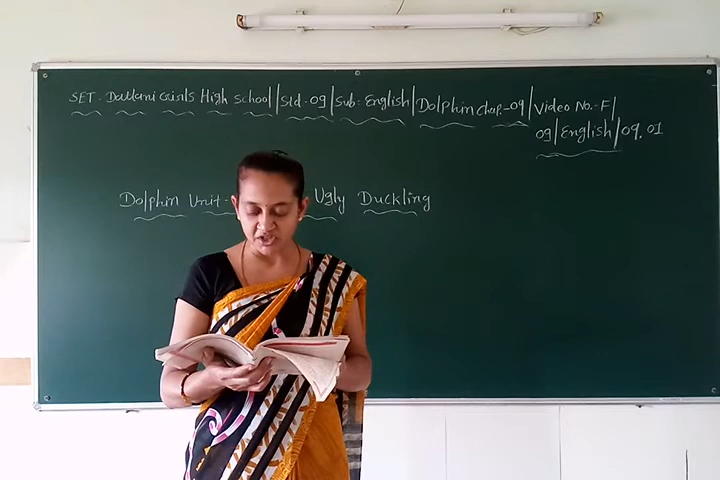 SET- Dallani Girls High School | Std-09 | Sub:- English | Dolphin Chap.-09 | Video No.-F |
09 | English | 09.01
Dolphin Unit- Ugly Duckling